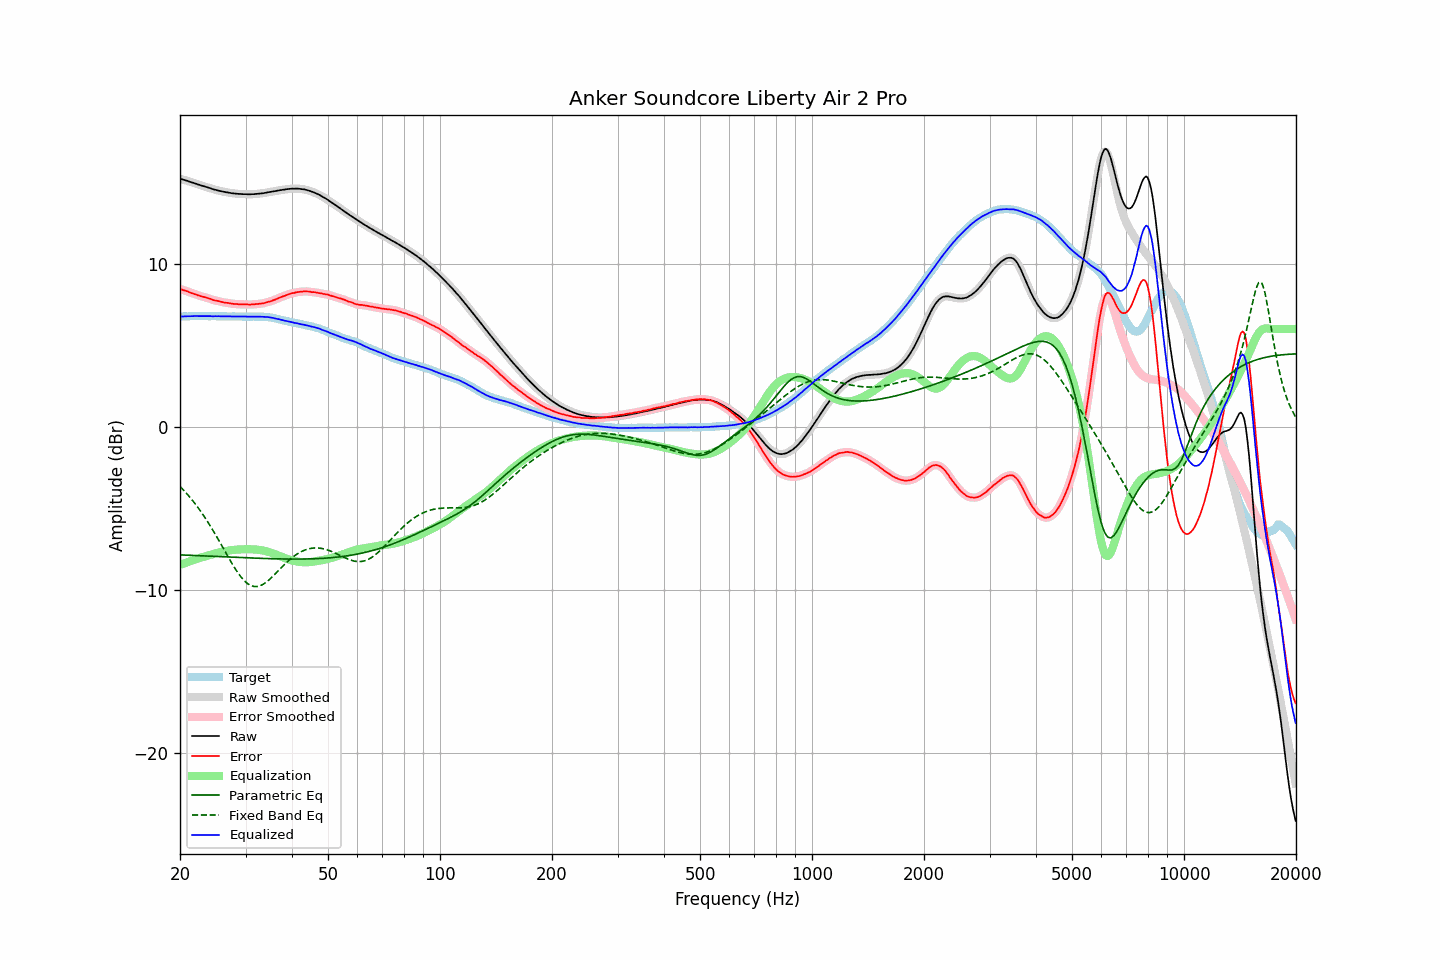 Anker Soundcore Liberty Air 2 Pro
Amplitude (dBr)
10
0
−10
−20
Target
Raw Smoothed
Error Smoothed
Raw
Error
Equalization
Parametric Eq
Fixed Band Eq
Equalized
20 50 100 200 500 1000 2000 5000 10000 20000
Frequency (Hz)